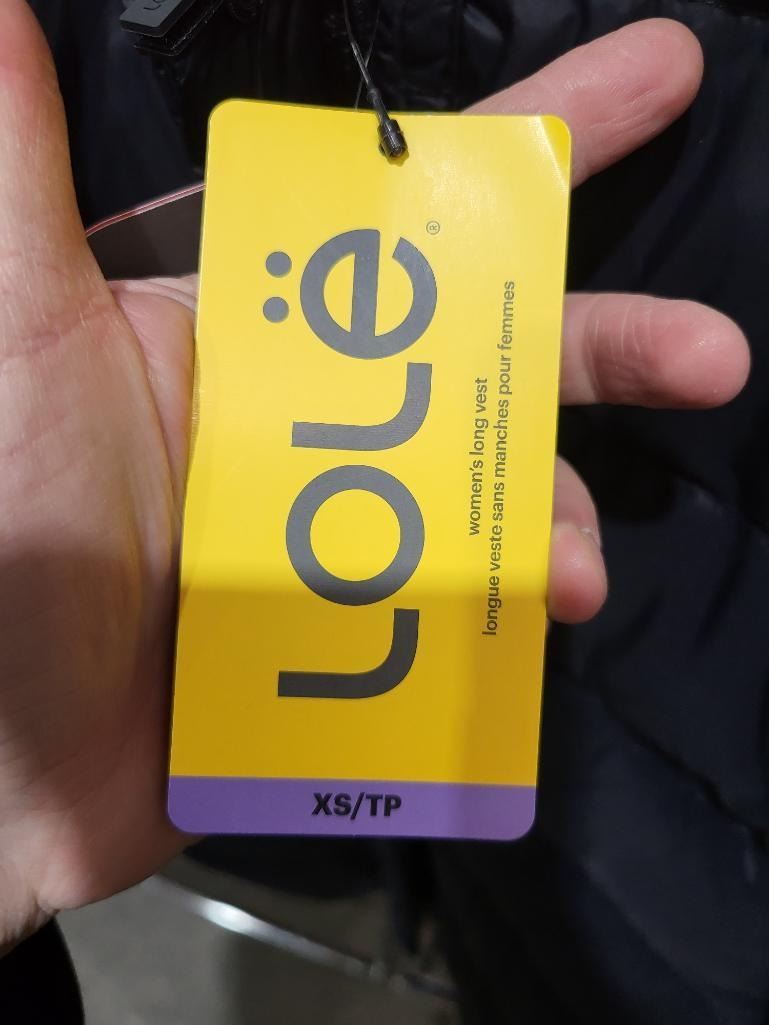 Lolë®
women's long vest
longue veste sans manches pour femmes
XS/TP